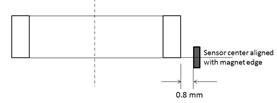 Sensor center aligned
with magnet edge
0.8 mm